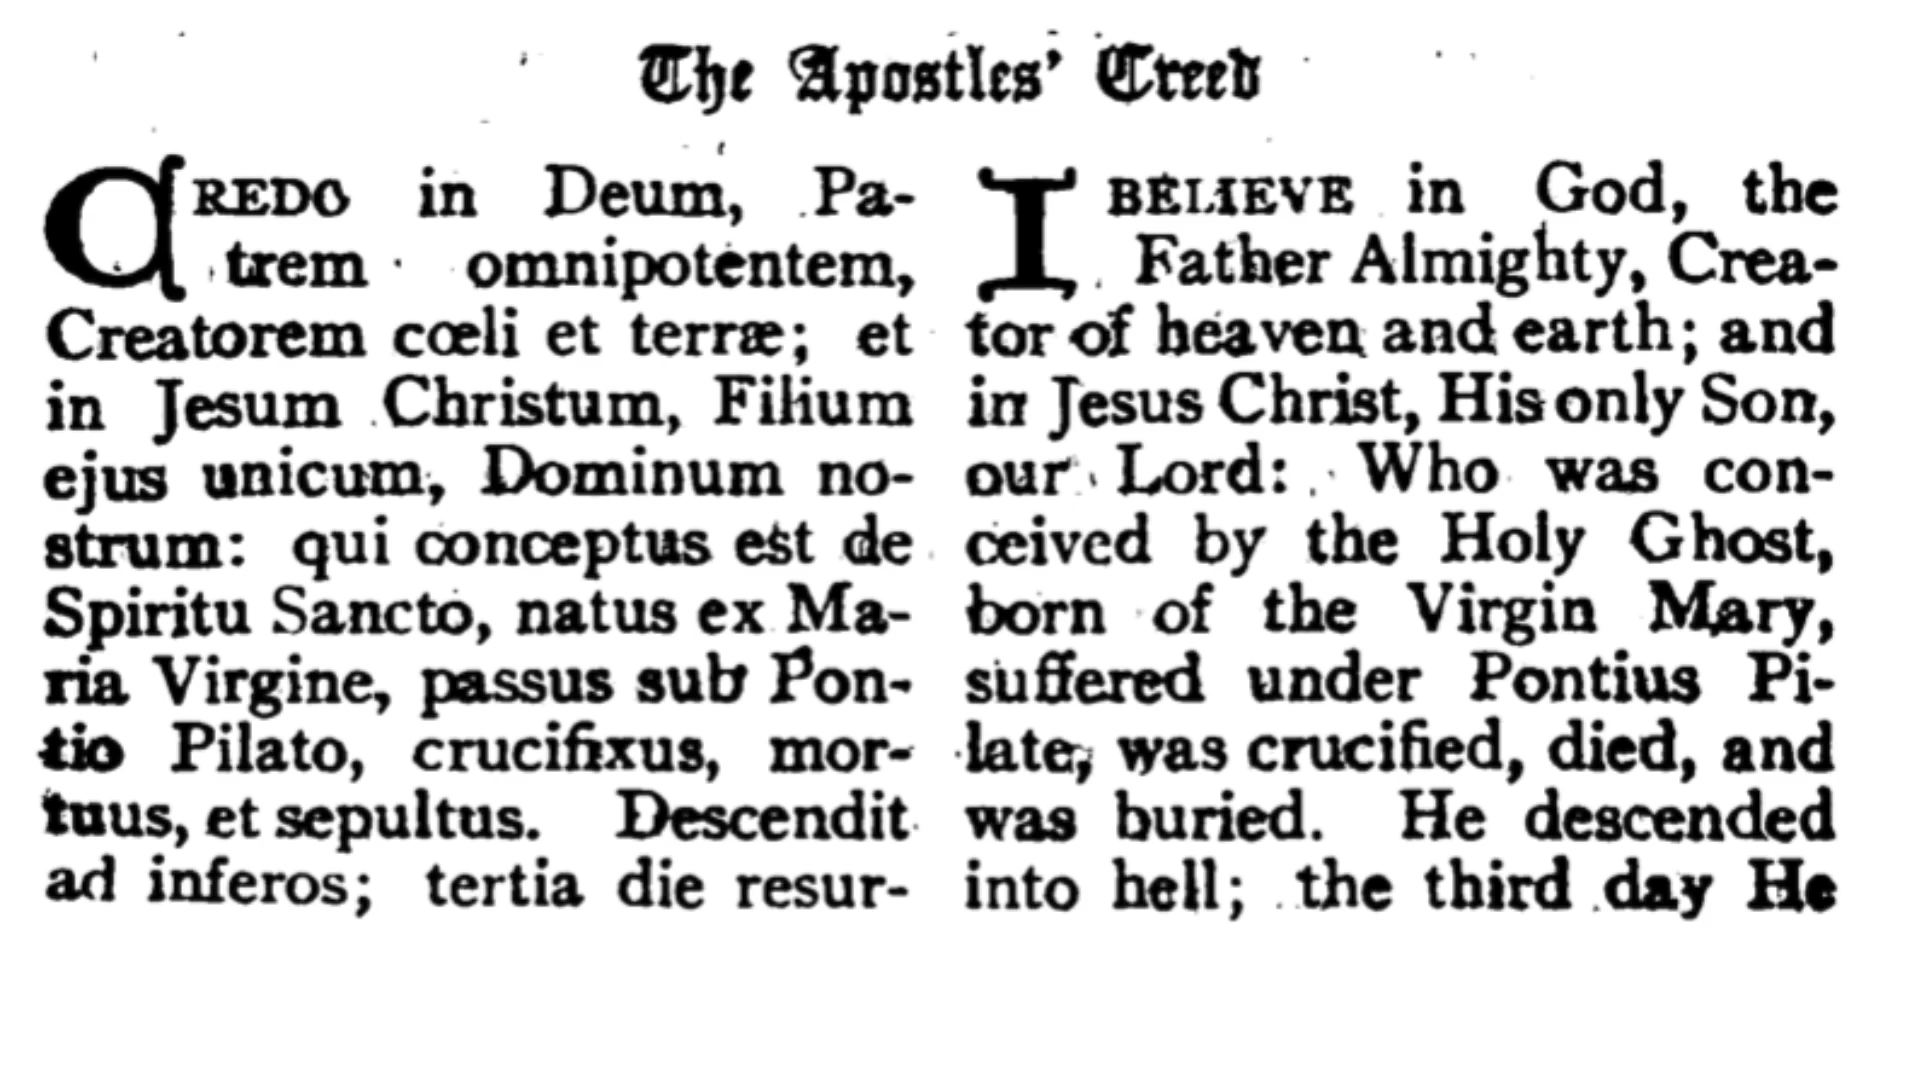 The Apostles' Creed
CREDO in Deum, Pa-
trem omnipotentem,
Creatorem cœli et terræ; et
in Jesum Christum, Filium
ejus unicum, Dominum no-
strum: qui conceptus est de
Spiritu Sancto, natus ex Ma-
ria Virgine, passus sub Pon-
tio Pilato, crucifixus, mor-
tuus, et sepultus. Descendit
ad inferos; tertia die resur-
I BELIEVE in God, the
Father Almighty, Crea-
tor of heaven and earth; and
in Jesus Christ, His only Son,
our Lord: Who was con-
ceived by the Holy Ghost,
born of the Virgin Mary,
suffered under Pontius Pi-
late, was crucified, died, and
was buried. He descended
into hell; the third day He